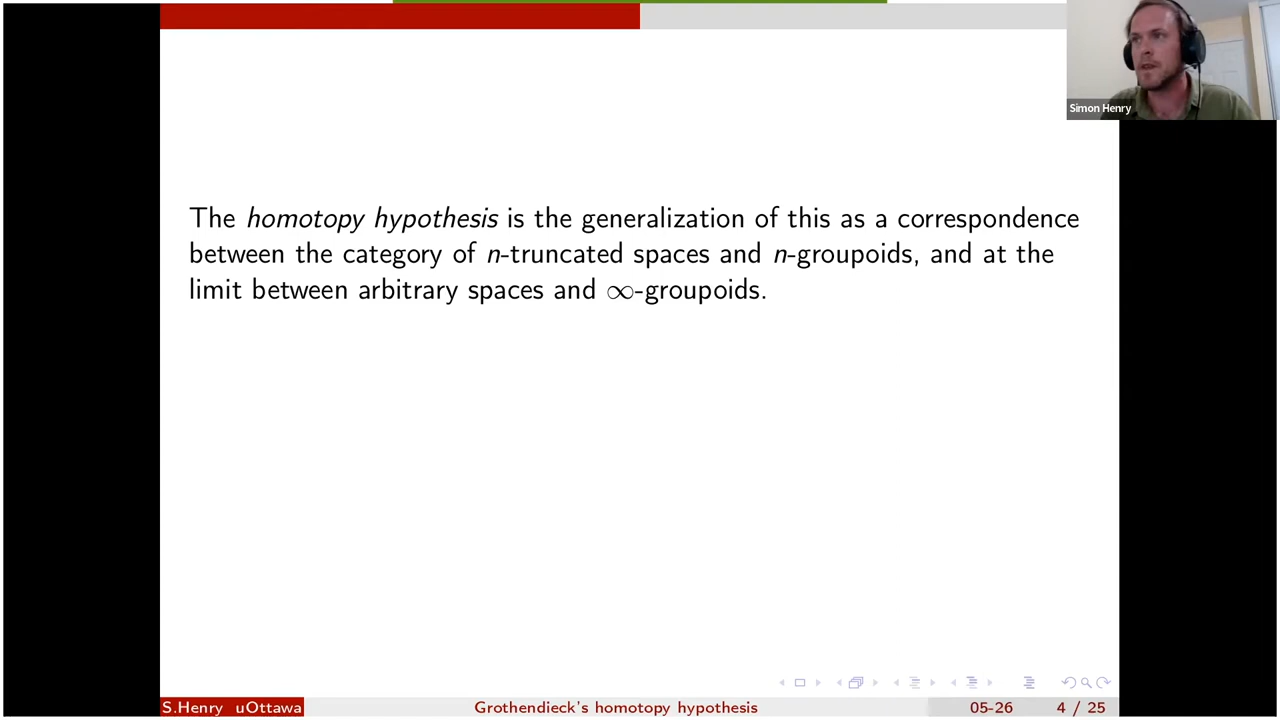 Simon Henry
The homotopy hypothesis is the generalization of this as a correspondence
between the category of n-truncated spaces and n-groupoids, and at the
limit between arbitrary spaces and ∞-groupoids.
S.Henry uOttawa
Grothendieck's homotopy hypothesis
05-26
4 / 25